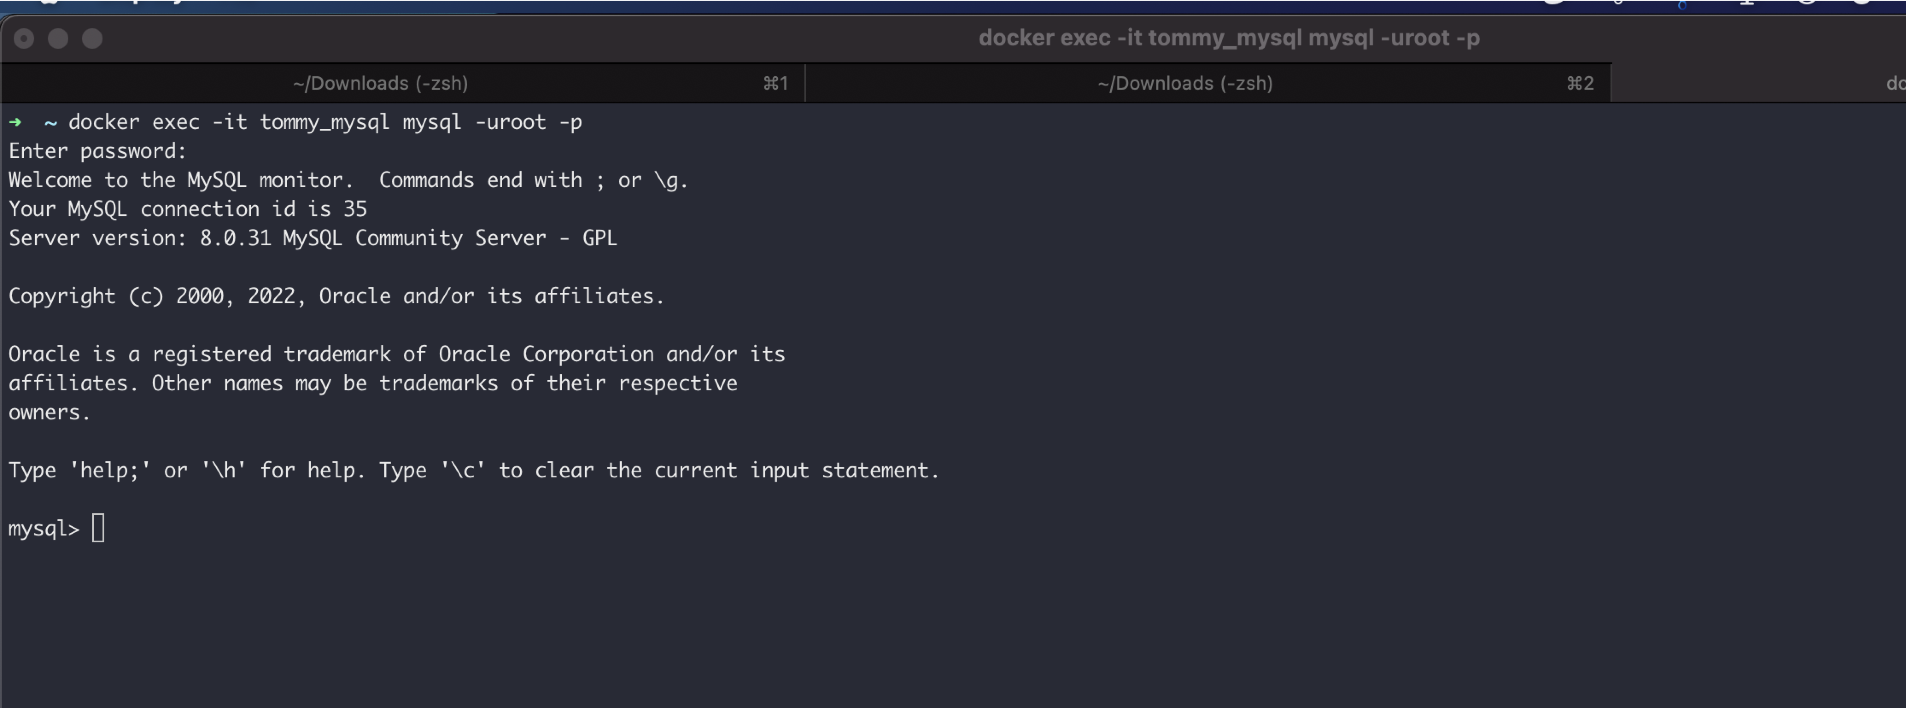 docker exec -it tommy_mysql mysql -uroot -p
~/Downloads (-zsh) ⌘1 ~/Downloads (-zsh) ⌘2
➜ ~ docker exec -it tommy_mysql mysql -uroot -p
Enter password:
Welcome to the MySQL monitor.  Commands end with ; or \g.
Your MySQL connection id is 35
Server version: 8.0.31 MySQL Community Server - GPL
Copyright (c) 2000, 2022, Oracle and/or its affiliates.
Oracle is a registered trademark of Oracle Corporation and/or its
affiliates. Other names may be trademarks of their respective
owners.
Type 'help;' or '\h' for help. Type '\c' to clear the current input statement.
mysql>